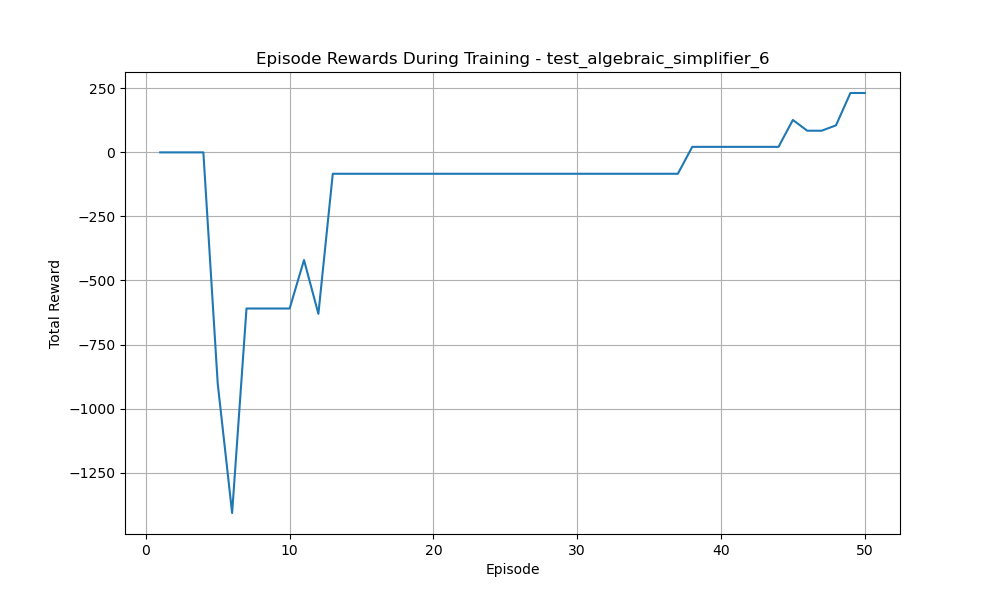 Episode Rewards During Training - test_algebraic_simplifier_6
Total Reward
250
0
−250
−500
−750
−1000
−1250
0 10 20 30 40 50
Episode